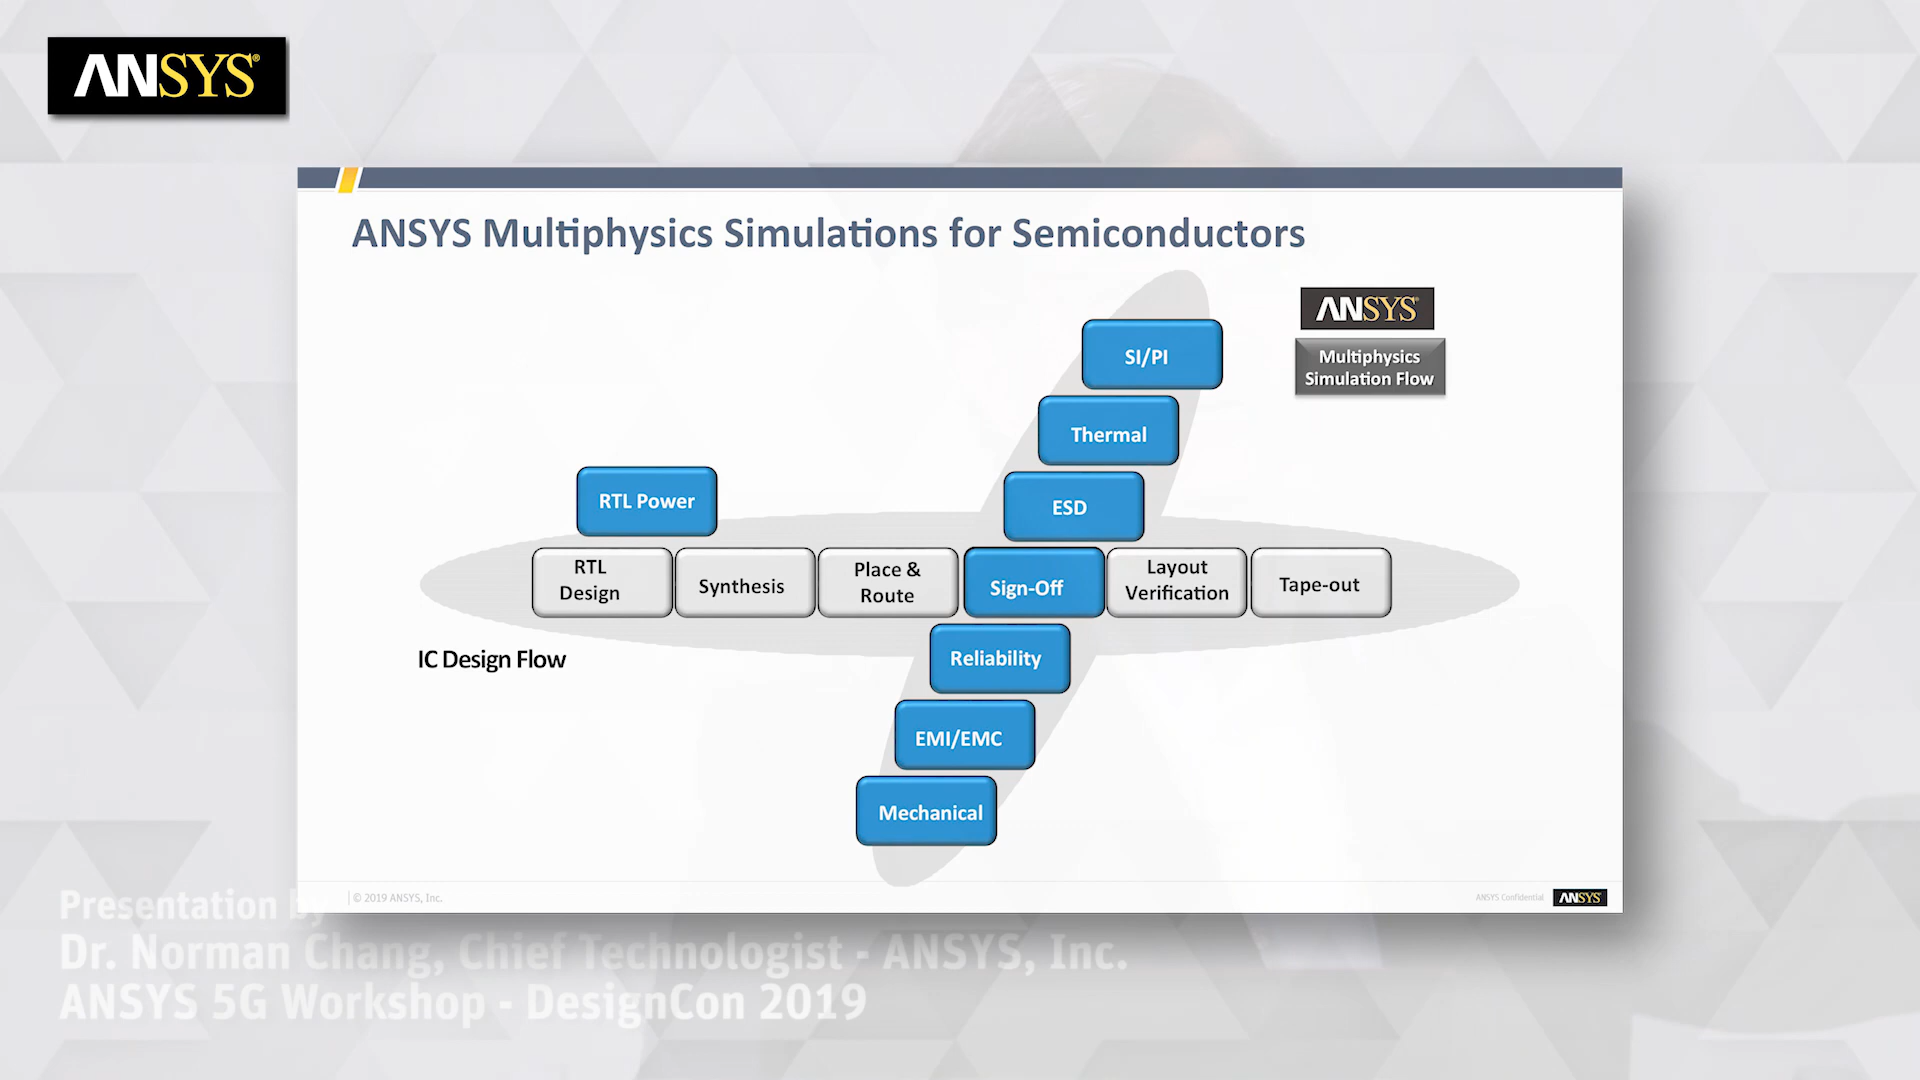 ANSYS®
ANSYS Multiphysics Simulations for Semiconductors
ANSYS®
Multiphysics
Simulation Flow
SI/PI
Thermal
ESD
RTL Power
RTL
Design
Synthesis
Place &
Route
Sign-Off
Layout
Verification
Tape-out
IC Design Flow
Reliability
EMI/EMC
Mechanical
© 2019 ANSYS, Inc.
ANSYS Confidential
ANSYS
Presentation by
Dr. Norman Chang, Chief Technologist - ANSYS, Inc.
ANSYS 5G Workshop - DesignCon 2019